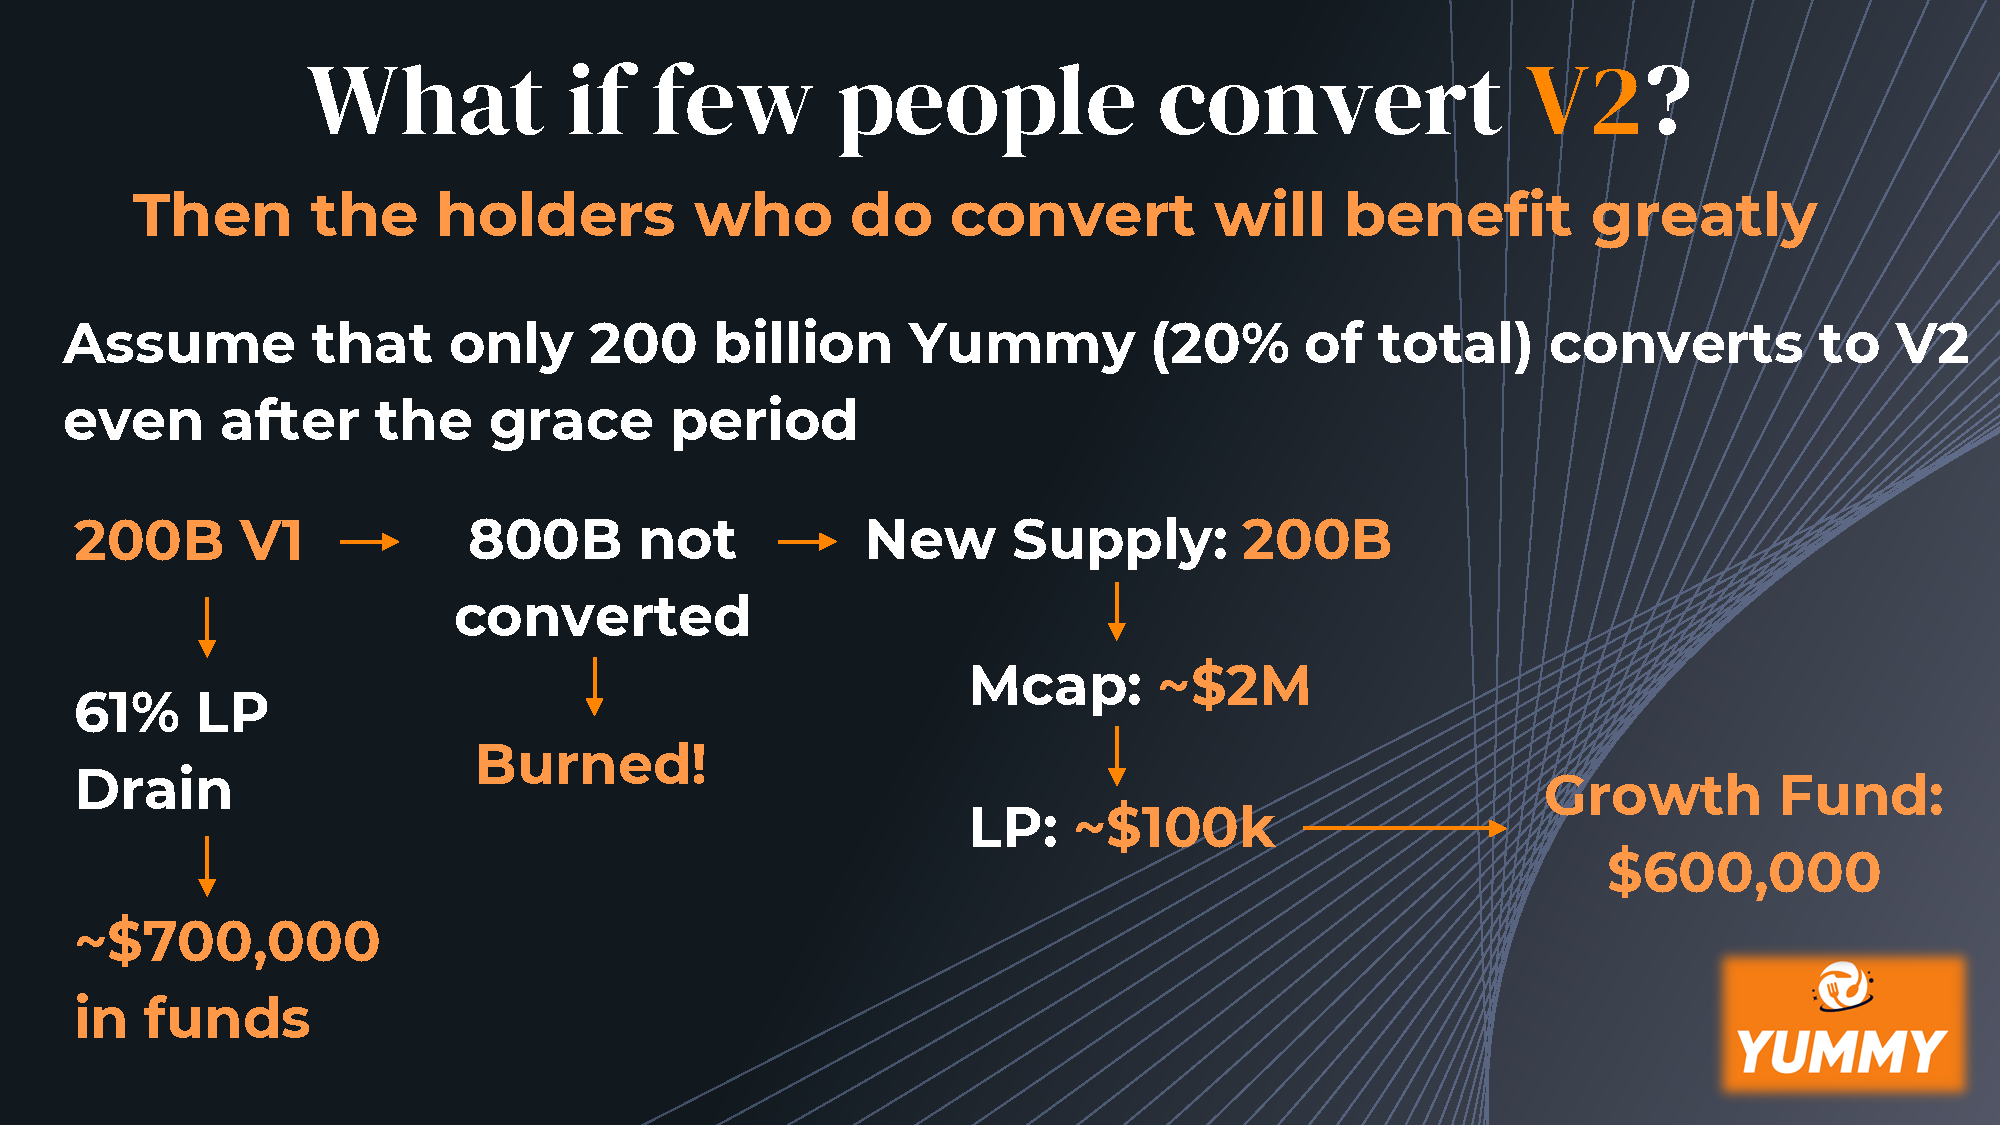 What if few people convert V2?
Then the holders who do convert will benefit greatly
Assume that only 200 billion Yummy (20% of total) converts to V2
even after the grace period
200B V1
61% LP
Drain
~$700,000
in funds
800B not
converted
Burned!
New Supply: 200B
Mcap: ~$2M
LP: ~$100k
Growth Fund:
$600,000
YUMMY